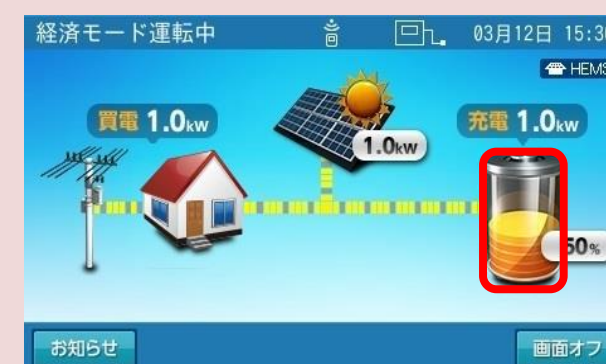 経済モード運転中
03月12日 15:30
HEMS
買電 1.0kw
1.0kw
充電 1.0kw
50%
お知らせ
画面オフ